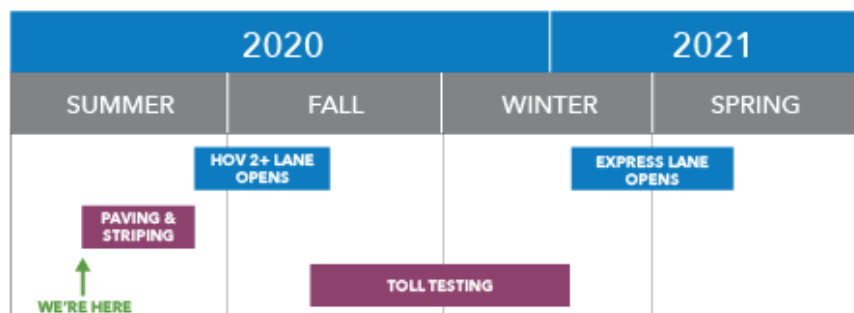 2020 2021
SUMMER FALL WINTER SPRING
HOV 2+ LANE
OPENS
EXPRESS LANE
OPENS
PAVING &
STRIPING
TOLL TESTING
WE'RE HERE